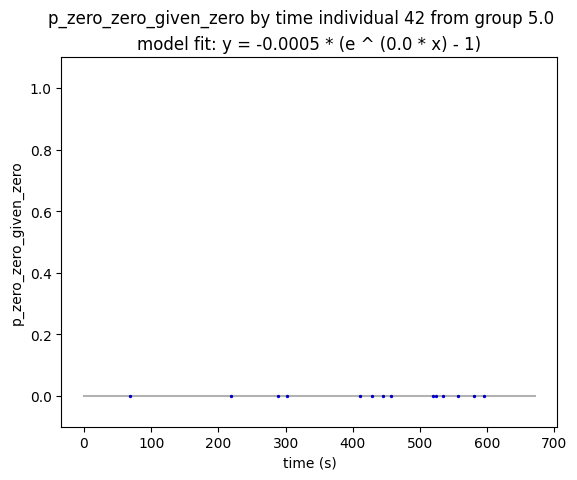 p_zero_zero_given_zero by time individual 42 from group 5.0
model fit: y = -0.0005 * (e ^ (0.0 * x) - 1)
1.0
0.8
0.6
0.4
0.2
0.0
p_zero_zero_given_zero
0 100 200 300 400 500 600 700
time (s)